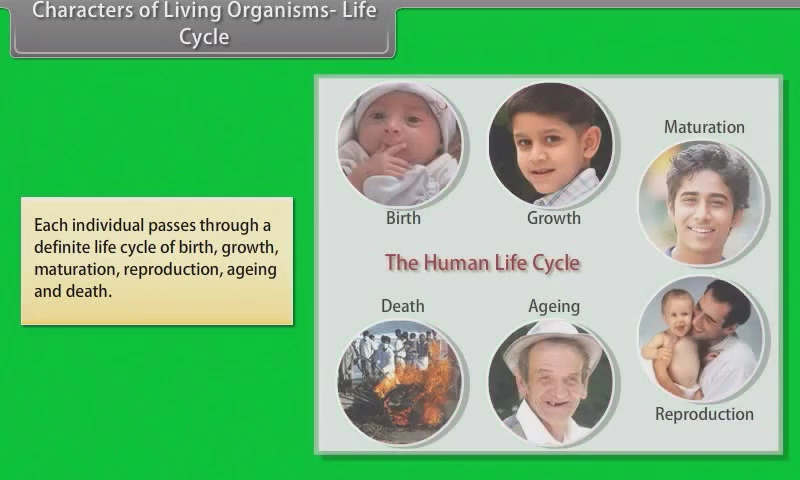 Characters of Living Organisms- Life
Cycle
Each individual passes through a
definite life cycle of birth, growth,
maturation, reproduction, ageing
and death.
Birth
Growth
Maturation
The Human Life Cycle
Death
Ageing
Reproduction